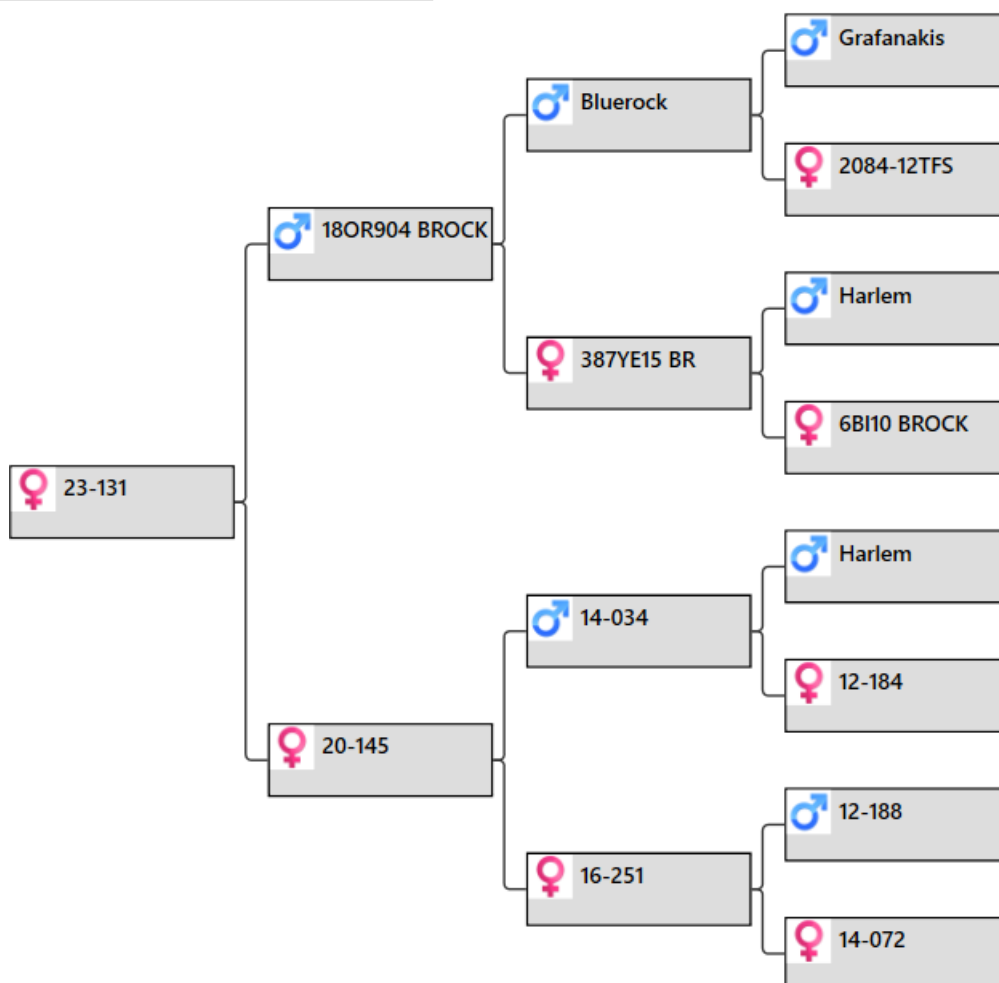 Grafanakis
Bluerock
2084-12TFS
18OR904 BROCK
Harlem
387YE15 BR
6BI10 BROCK
23-131
Harlem
14-034
12-184
20-145
12-188
16-251
14-072